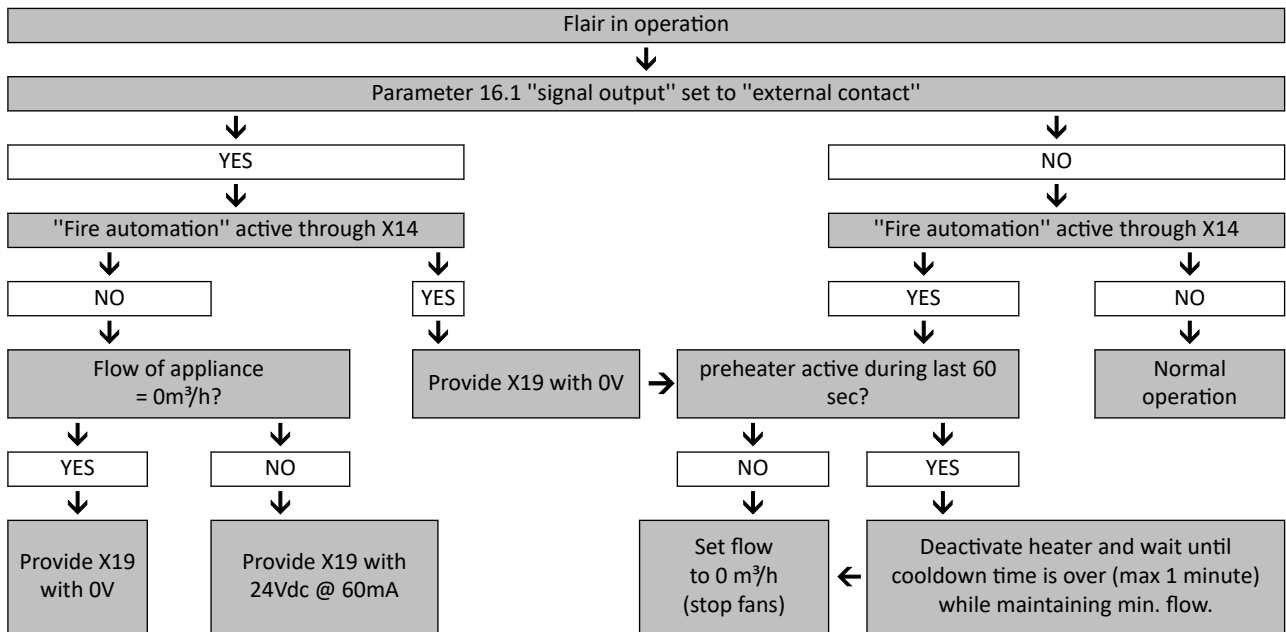 Flair in operation
Parameter 16.1 "signal output" set to "external contact"
YES
NO
"Fire automation" active through X14
"Fire automation" active through X14
NO
YES
YES
NO
Flow of appliance
= 0m³/h?
Provide X19 with 0V
preheater active during last 60
sec?
Normal
operation
YES
NO
NO
YES
Provide X19
with 0V
Provide X19 with
24Vdc @ 60mA
Set flow
to 0 m³/h
(stop fans)
Deactivate heater and wait until
cooldown time is over (max 1 minute)
while maintaining min. flow.